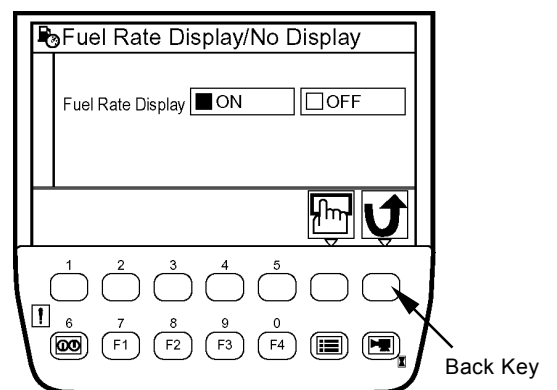 Fuel Rate Display/No Display
Fuel Rate Display ON OFF
1 2 3 4 5
! 6 7 8 9 0
F1 F2 F3 F4
Back Key